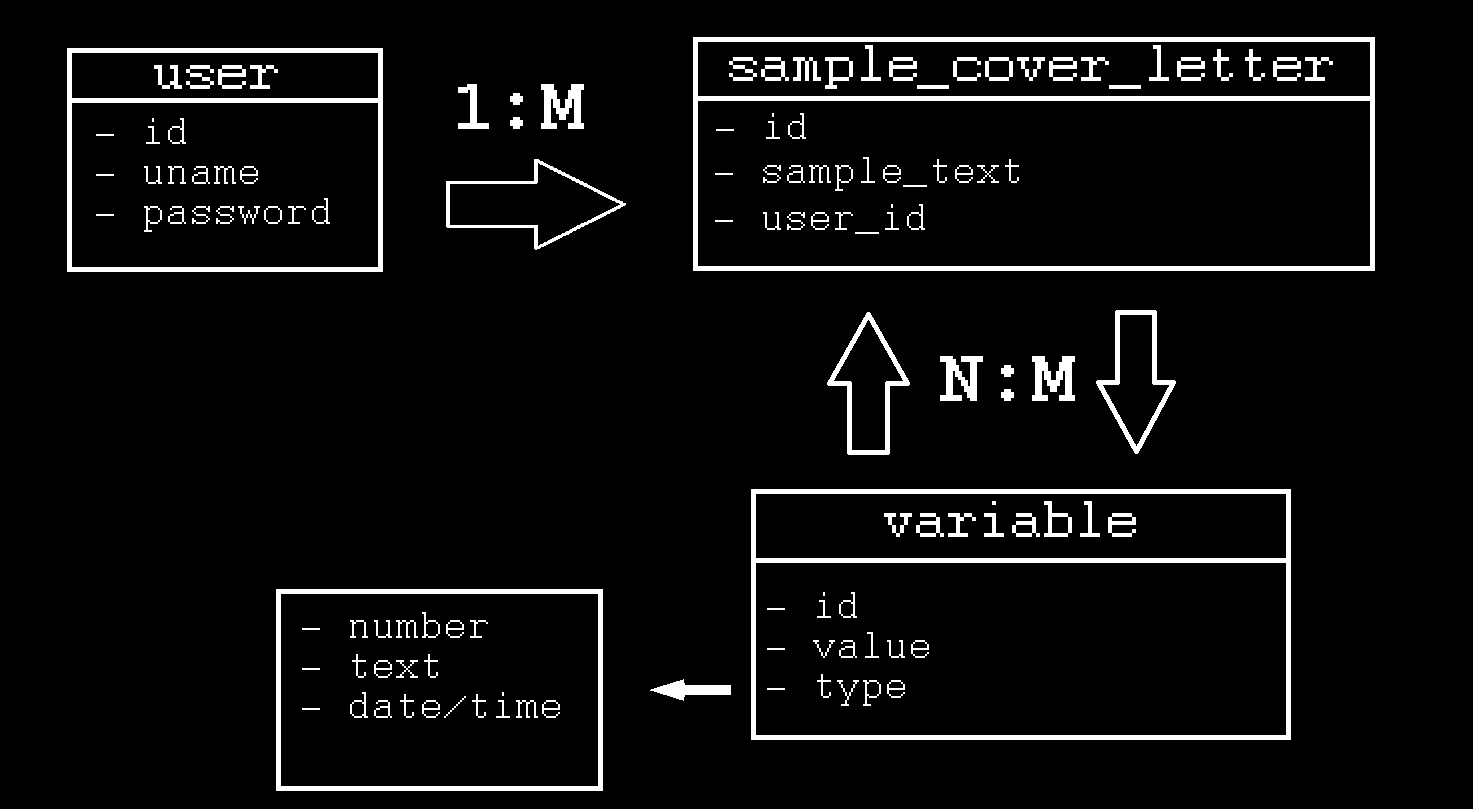 user
- id
- uname
- password
1:M
sample_cover_letter
- id
- sample_text
- user_id
N:M
variable
- id
- value
- type
- number
- text
- date/time